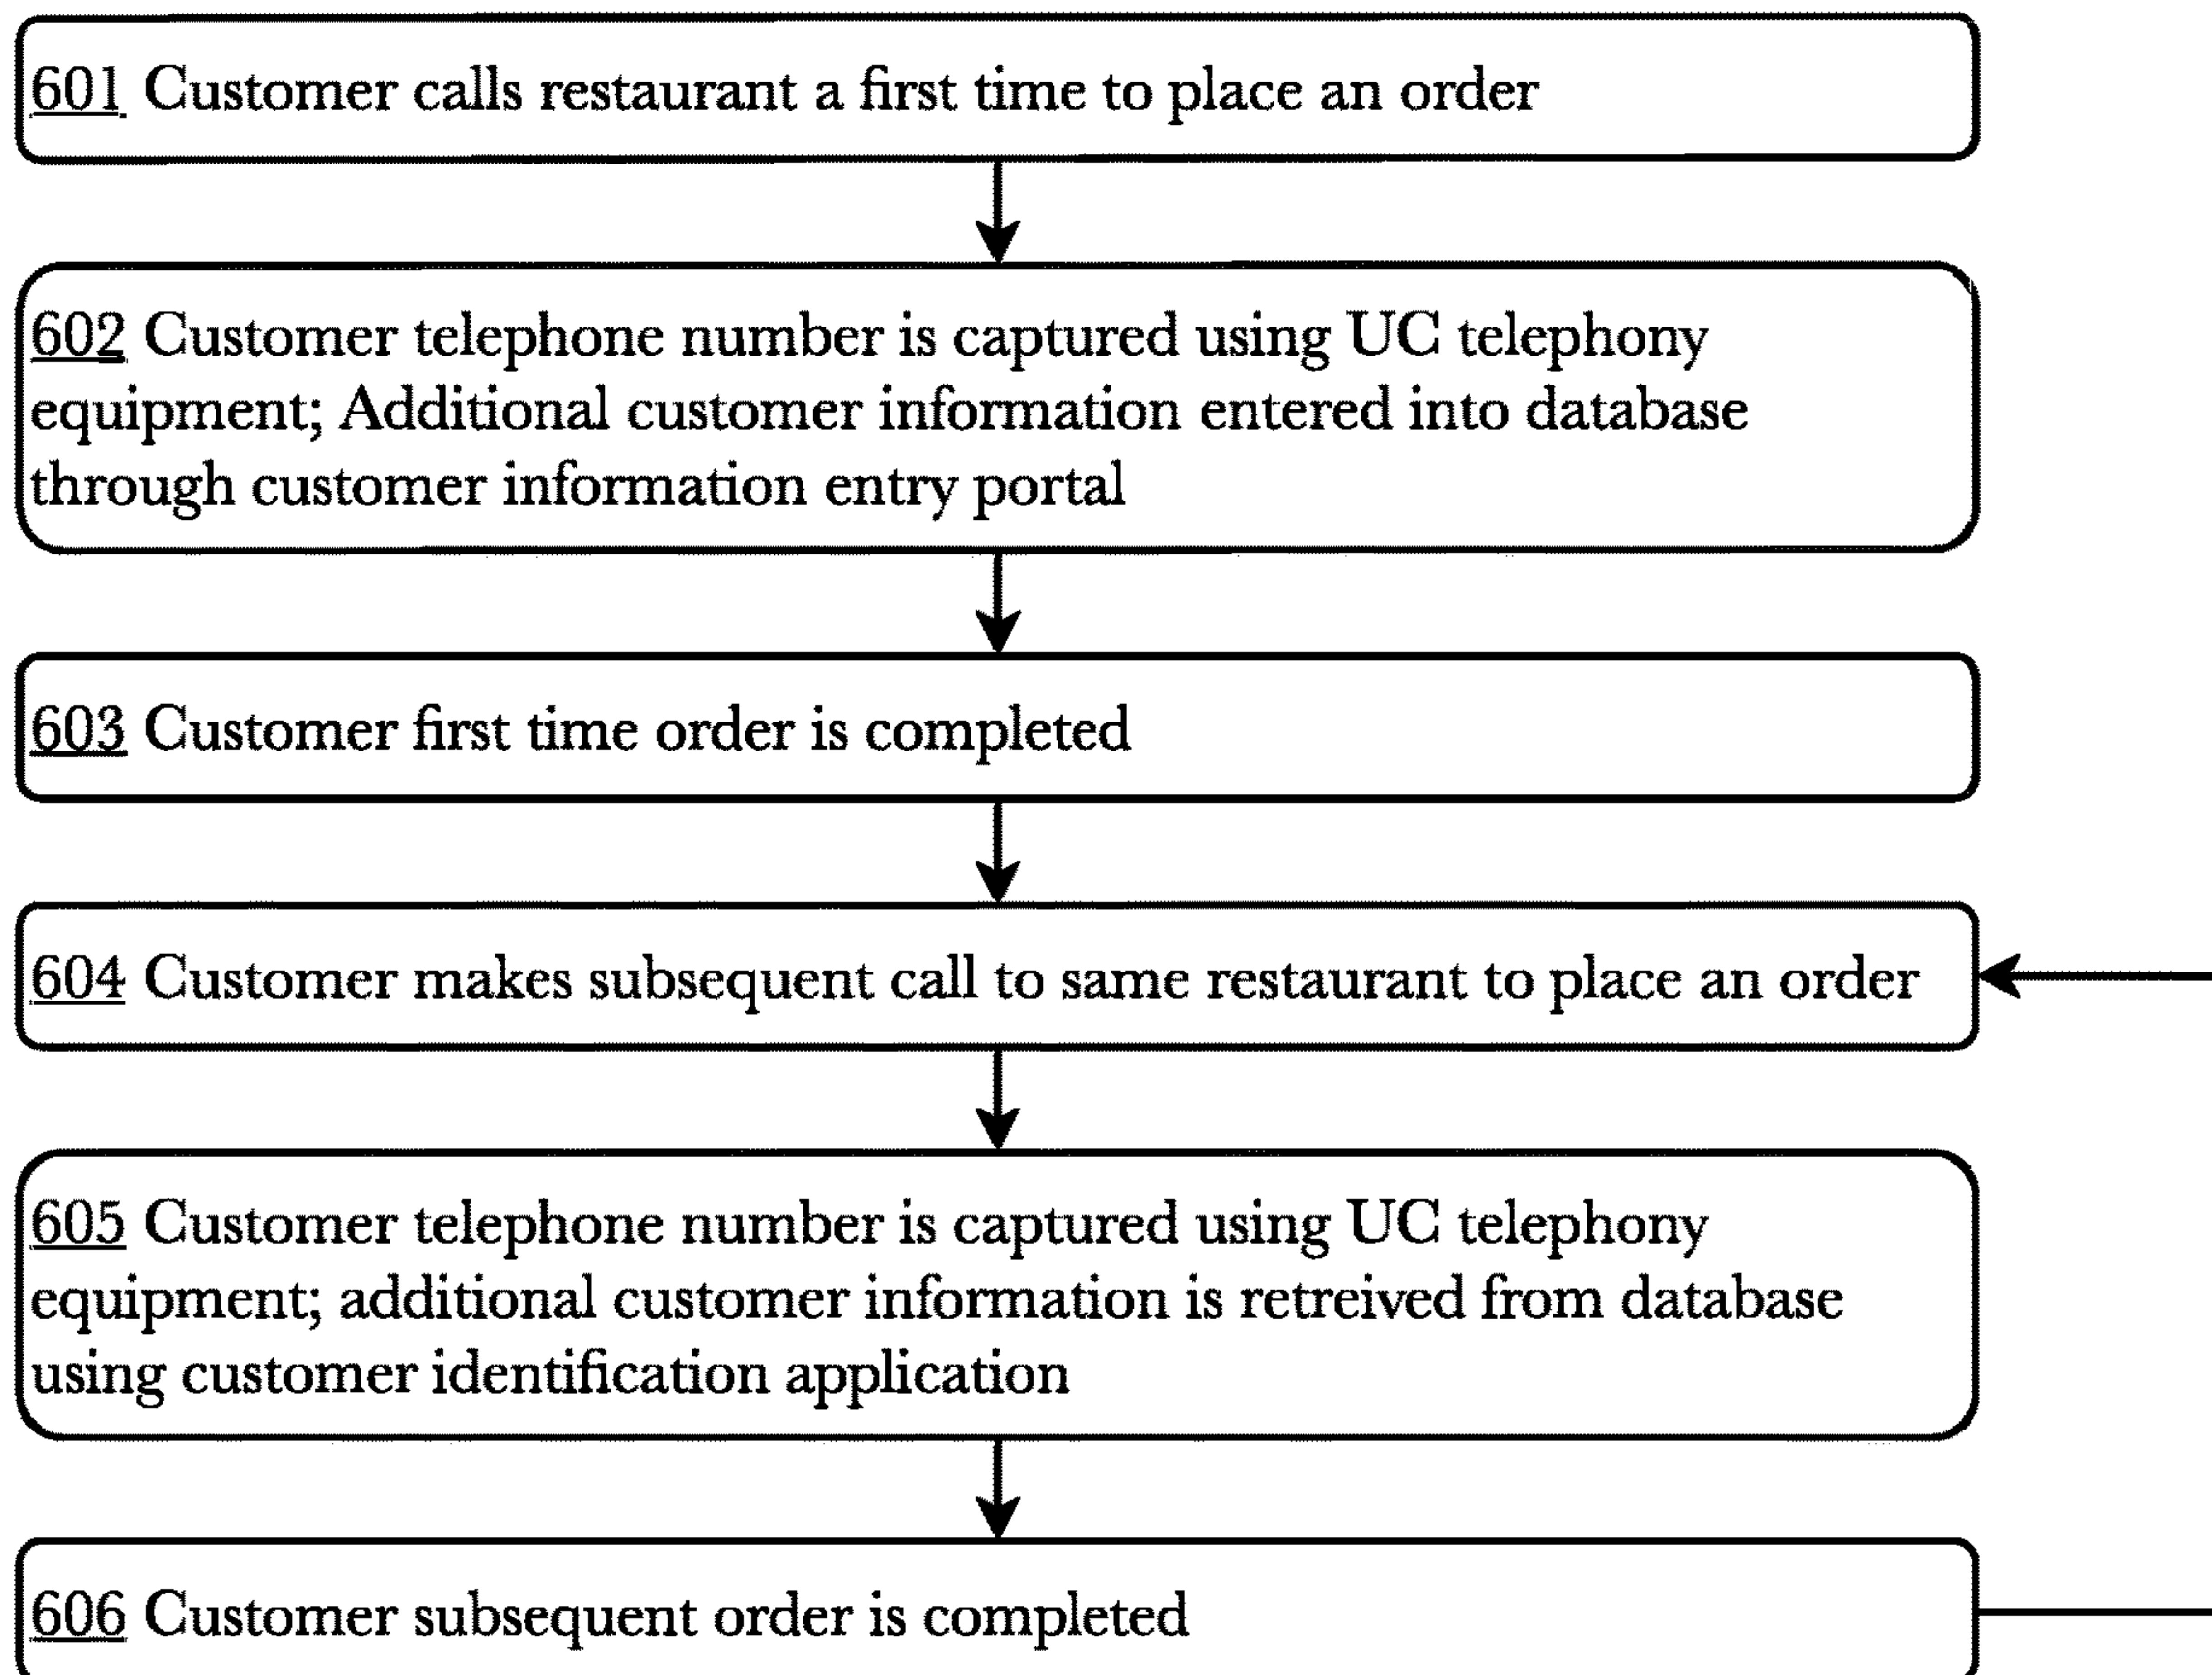 601 Customer calls restaurant a first time to place an order
602 Customer telephone number is captured using UC telephony
equipment; Additional customer information entered into database
through customer information entry portal
603 Customer first time order is completed
604 Customer makes subsequent call to same restaurant to place an order
605 Customer telephone number is captured using UC telephony
equipment; additional customer information is retreived from database
using customer identification application
606 Customer subsequent order is completed